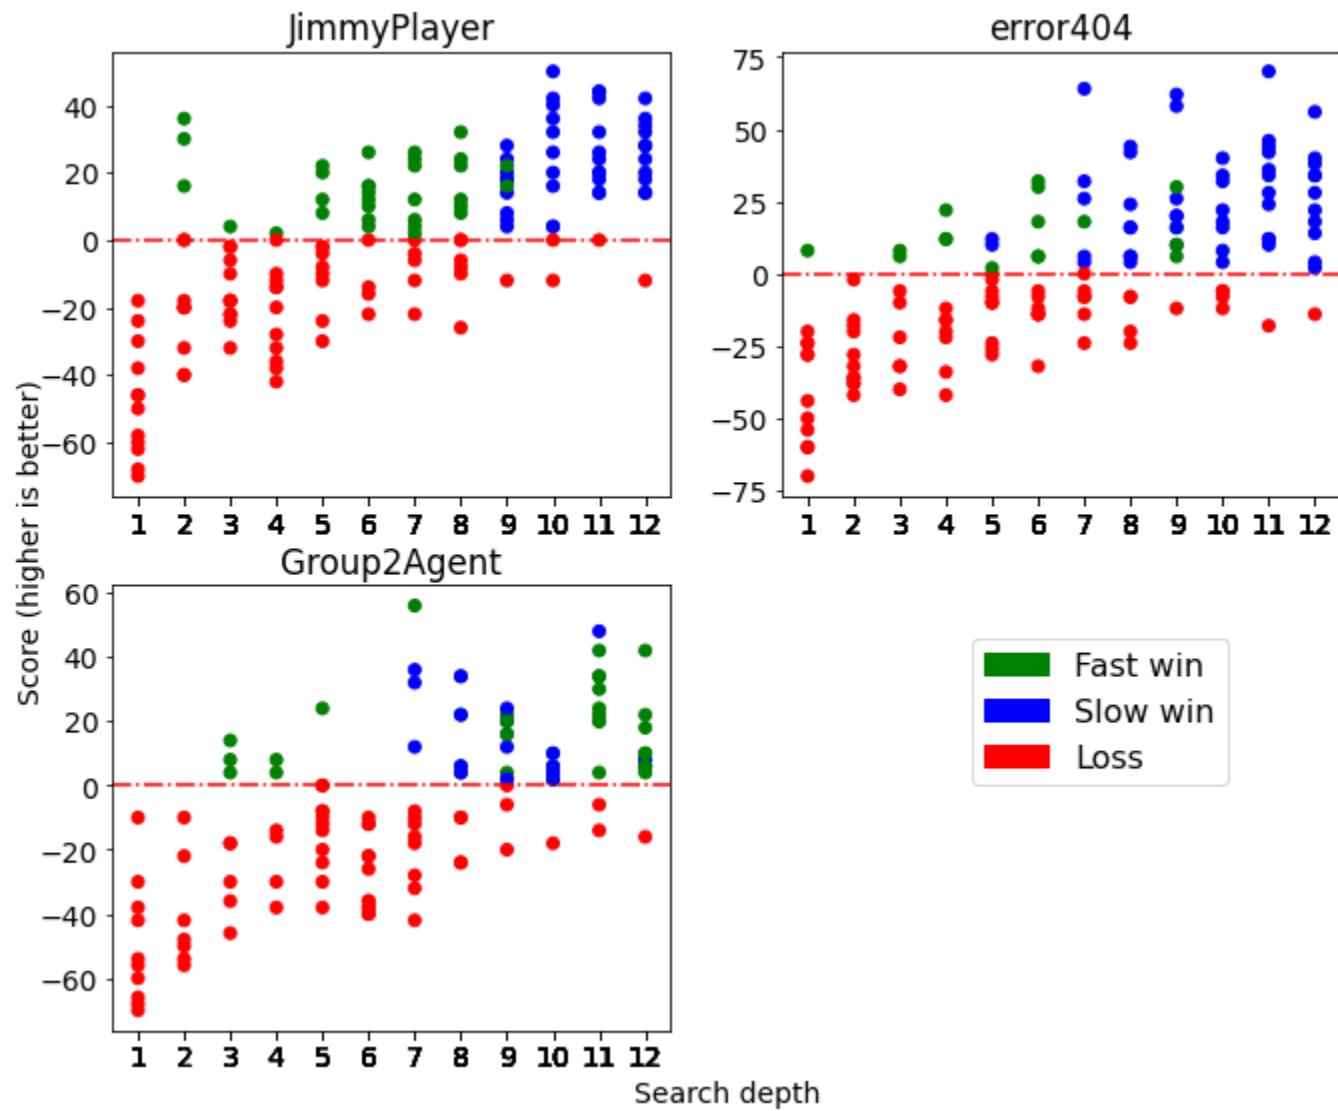 JimmyPlayer
error404
40
20
0
−20
−40
−60
1 2 3 4 5 6 7 8 9 10 11 12
75
50
25
0
−25
−50
−75
1 2 3 4 5 6 7 8 9 10 11 12
Score (higher is better)
Group2Agent
60
40
20
0
−20
−40
−60
1 2 3 4 5 6 7 8 9 10 11 12
Fast win
Slow win
Loss
Search depth